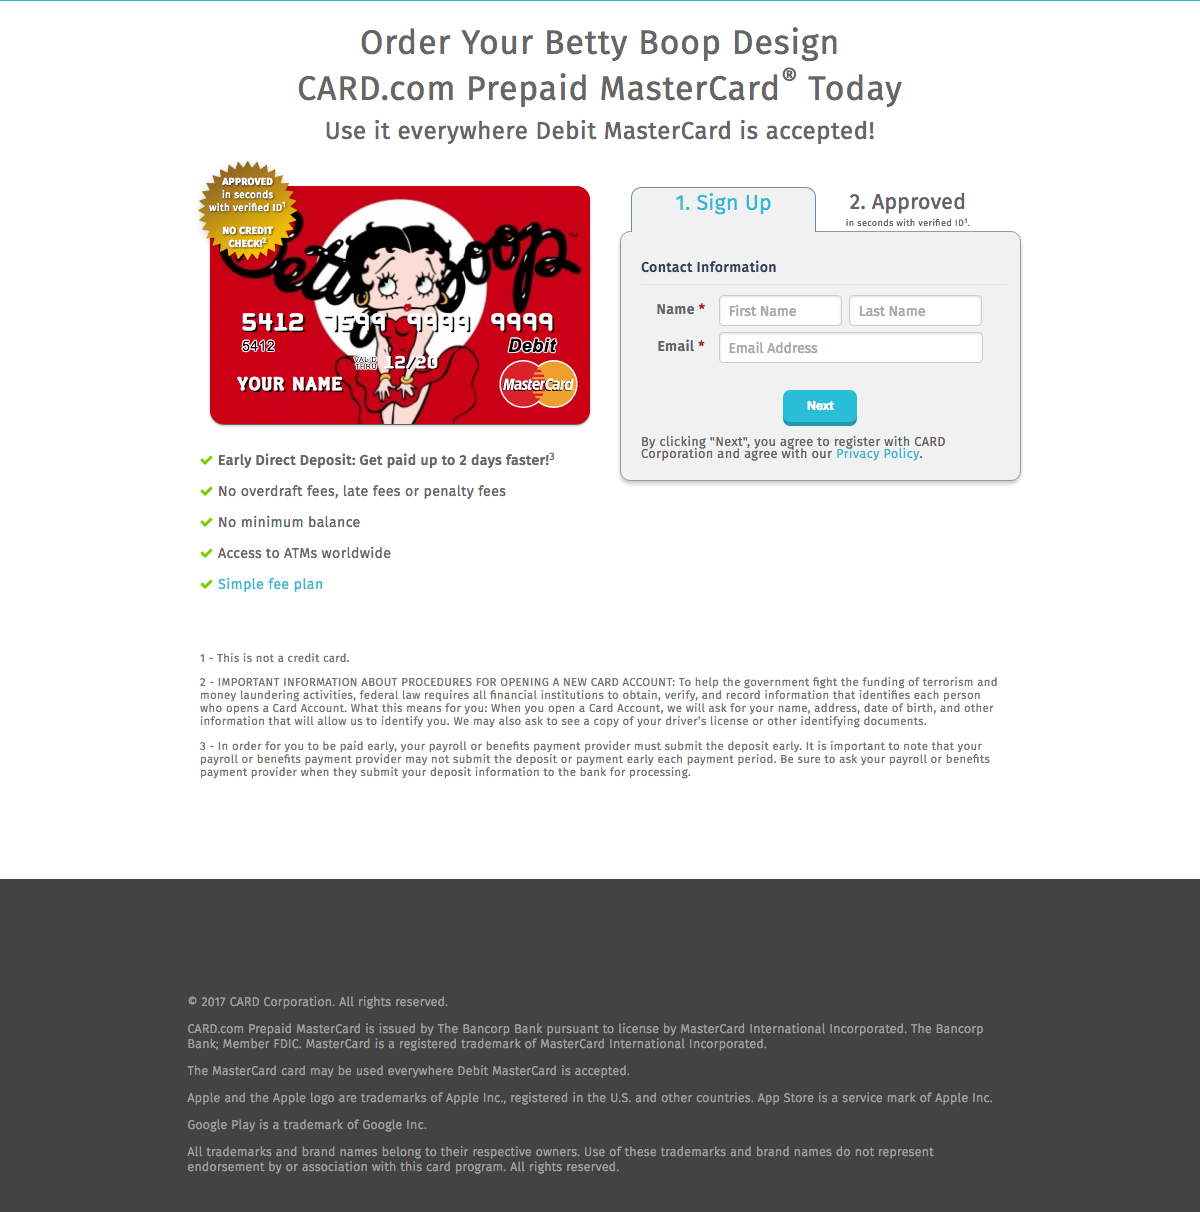 Order Your Betty Boop Design
CARD.com Prepaid MasterCard® Today
Use it everywhere Debit MasterCard is accepted!
APPROVED
in seconds
with verified ID1
NO CREDIT
CHECK!2
Betty Boop™
5412 7599 9999 9999
5412
Debit
VALID
THRU 12/20
YOUR NAME
MasterCard
Early Direct Deposit: Get paid up to 2 days faster!3
No overdraft fees, late fees or penalty fees
No minimum balance
Access to ATMs worldwide
Simple fee plan
1. Sign Up
2. Approved
in seconds with verified ID1.
Contact Information
Name * First Name Last Name
Email * Email Address
Next
By clicking "Next", you agree to register with CARD
Corporation and agree with our Privacy Policy.
1 - This is not a credit card.
2 - IMPORTANT INFORMATION ABOUT PROCEDURES FOR OPENING A NEW CARD ACCOUNT: To help the government fight the funding of terrorism and
money laundering activities, federal law requires all financial institutions to obtain, verify, and record information that identifies each person
who opens a Card Account. What this means for you: When you open a Card Account, we will ask for your name, address, date of birth, and other
information that will allow us to identify you. We may also ask to see a copy of your driver's license or other identifying documents.
3 - In order for you to be paid early, your payroll or benefits payment provider must submit the deposit early. It is important to note that your
payroll or benefits payment provider may not submit the deposit or payment early each payment period. Be sure to ask your payroll or benefits
payment provider when they submit your deposit information to the bank for processing.
© 2017 CARD Corporation. All rights reserved.
CARD.com Prepaid MasterCard is issued by The Bancorp Bank pursuant to license by MasterCard International Incorporated. The Bancorp
Bank; Member FDIC. MasterCard is a registered trademark of MasterCard International Incorporated.
The MasterCard card may be used everywhere Debit MasterCard is accepted.
Apple and the Apple logo are trademarks of Apple Inc., registered in the U.S. and other countries. App Store is a service mark of Apple Inc.
Google Play is a trademark of Google Inc.
All trademarks and brand names belong to their respective owners. Use of these trademarks and brand names do not represent
endorsement by or association with this card program. All rights reserved.